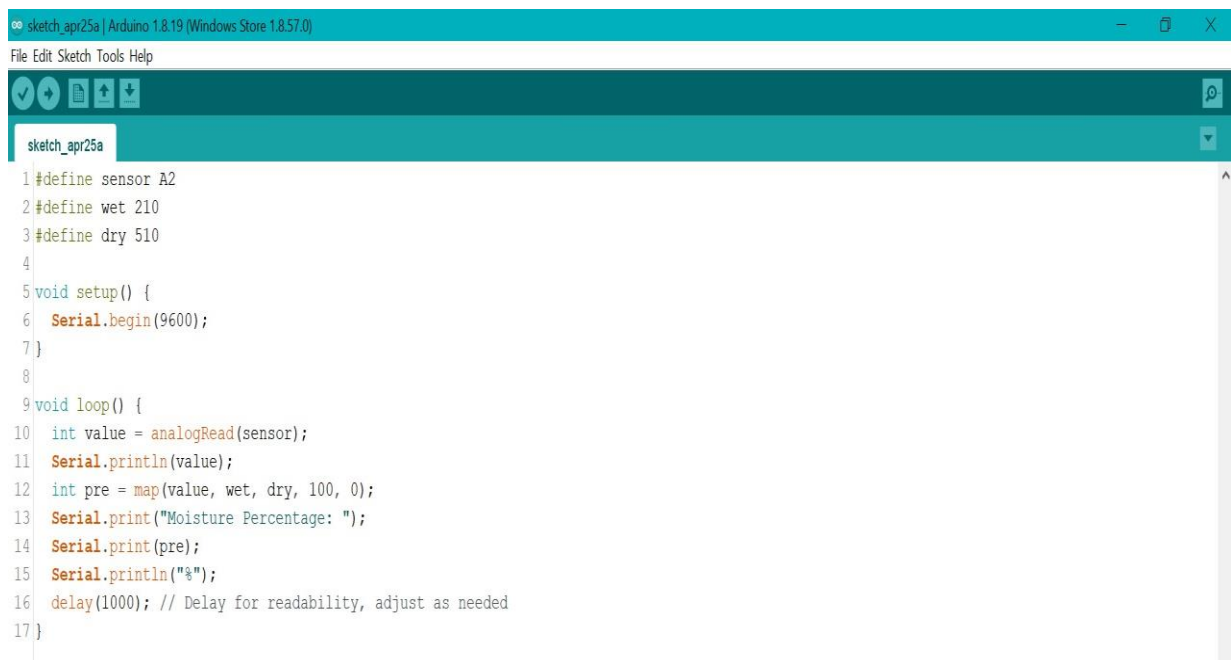 sketch_apr25a | Arduino 1.8.19 (Windows Store 1.8.57.0)
File Edit Sketch Tools Help
sketch_apr25a
1 #define sensor A2
2 #define wet 210
3 #define dry 510
4
5 void setup() {
6   Serial.begin(9600);
7 }
8
9 void loop() {
10   int value = analogRead(sensor);
11   Serial.println(value);
12   int pre = map(value, wet, dry, 100, 0);
13   Serial.print("Moisture Percentage: ");
14   Serial.print(pre);
15   Serial.println("%");
16   delay(1000); // Delay for readability, adjust as needed
17 }